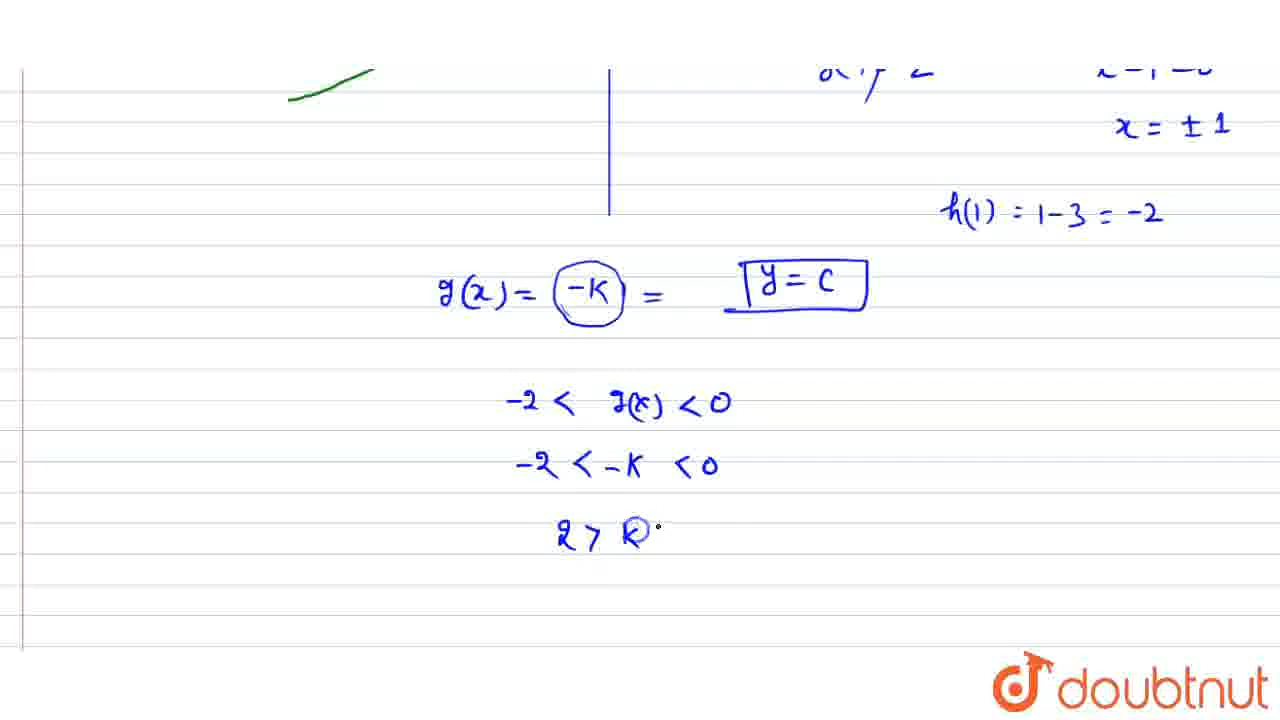 x = ± 1
h(1) = 1-3 = -2
g(x) = -K = y = c
-2 < g(x) < 0
-2 < -K < 0
2 > K
doubtnut